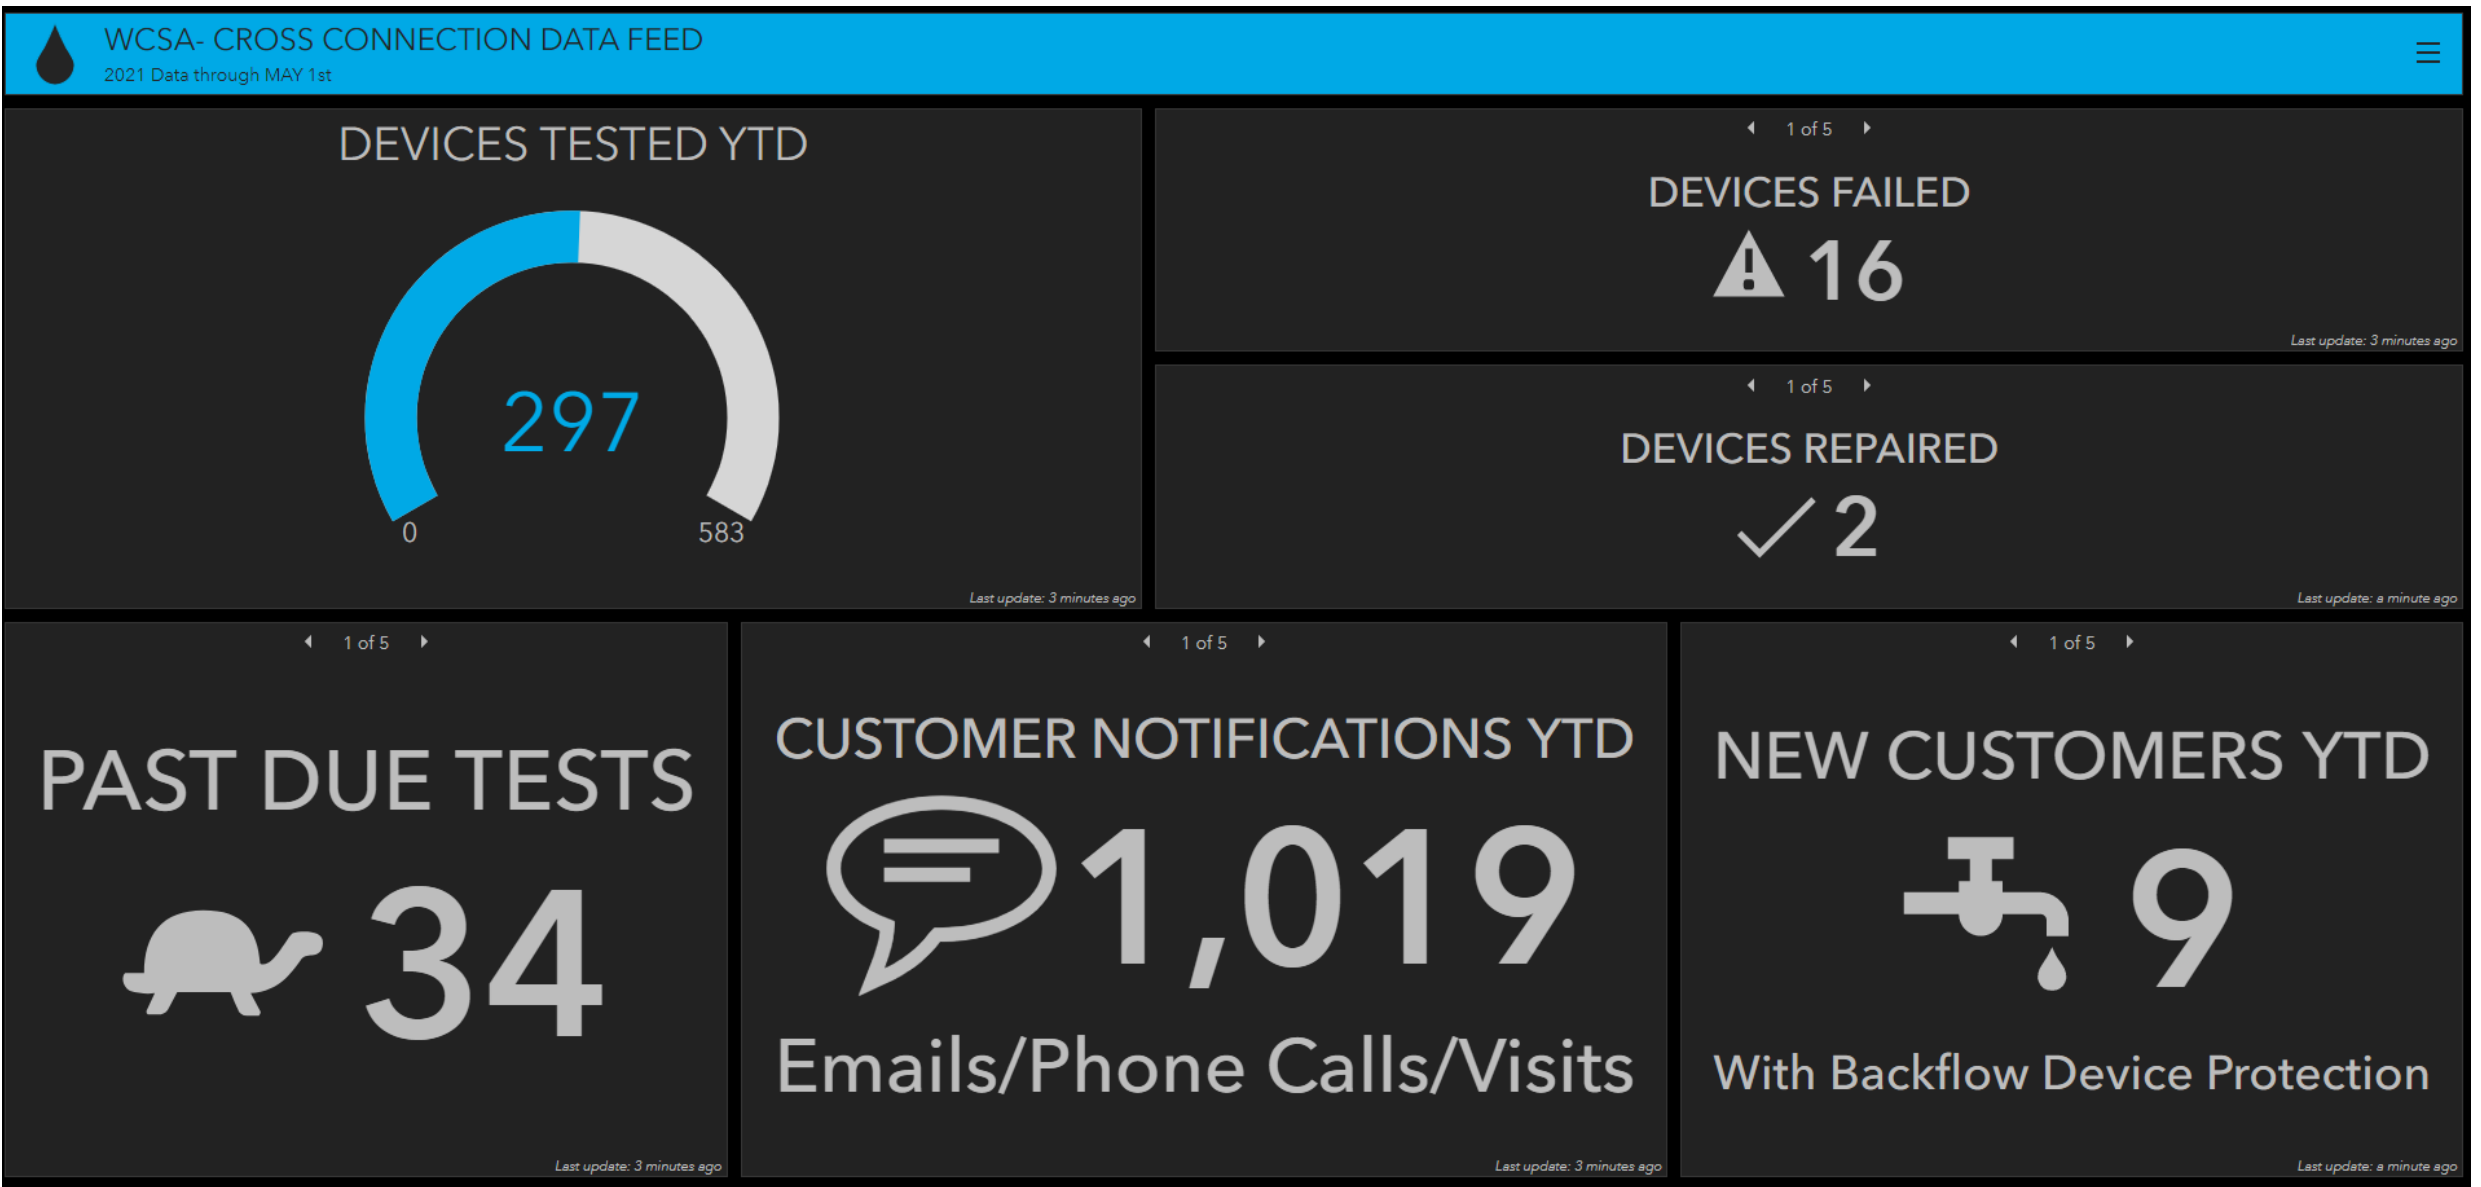 WCSA- CROSS CONNECTION DATA FEED
2021 Data through MAY 1st
DEVICES TESTED YTD
297
0
583
Last update: 3 minutes ago
1 of 5
DEVICES FAILED
16
Last update: 3 minutes ago
1 of 5
DEVICES REPAIRED
2
Last update: a minute ago
1 of 5
PAST DUE TESTS
34
Last update: 3 minutes ago
1 of 5
CUSTOMER NOTIFICATIONS YTD
1,019
Emails/Phone Calls/Visits
Last update: 3 minutes ago
1 of 5
NEW CUSTOMERS YTD
9
With Backflow Device Protection
Last update: a minute ago